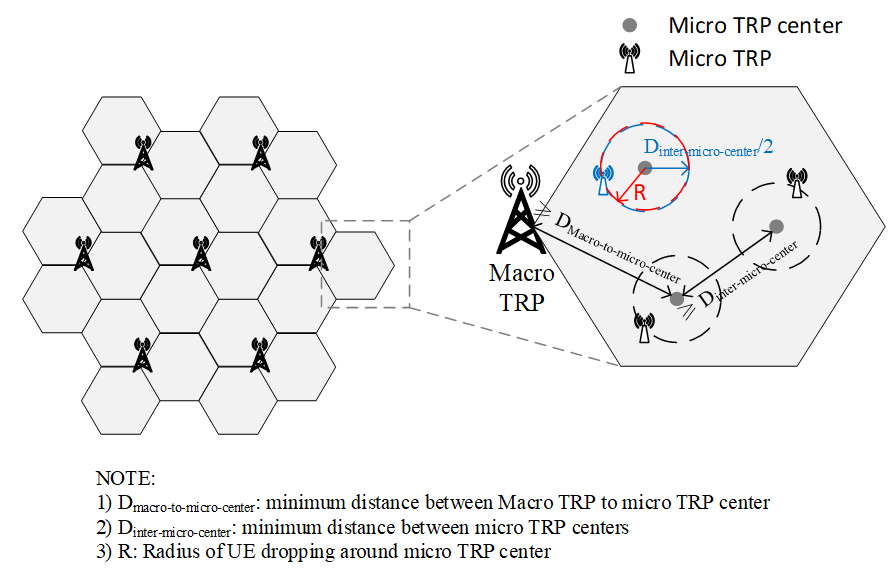 Micro TRP center
Micro TRP
Dinter-micro-center/2
R
≥ DMacro-to-micro-center
Macro
TRP
≥ Dinter-micro-center
NOTE:
1) Dmacro-to-micro-center: minimum distance between Macro TRP to micro TRP center
2) Dinter-micro-center: minimum distance between micro TRP centers
3) R: Radius of UE dropping around micro TRP center